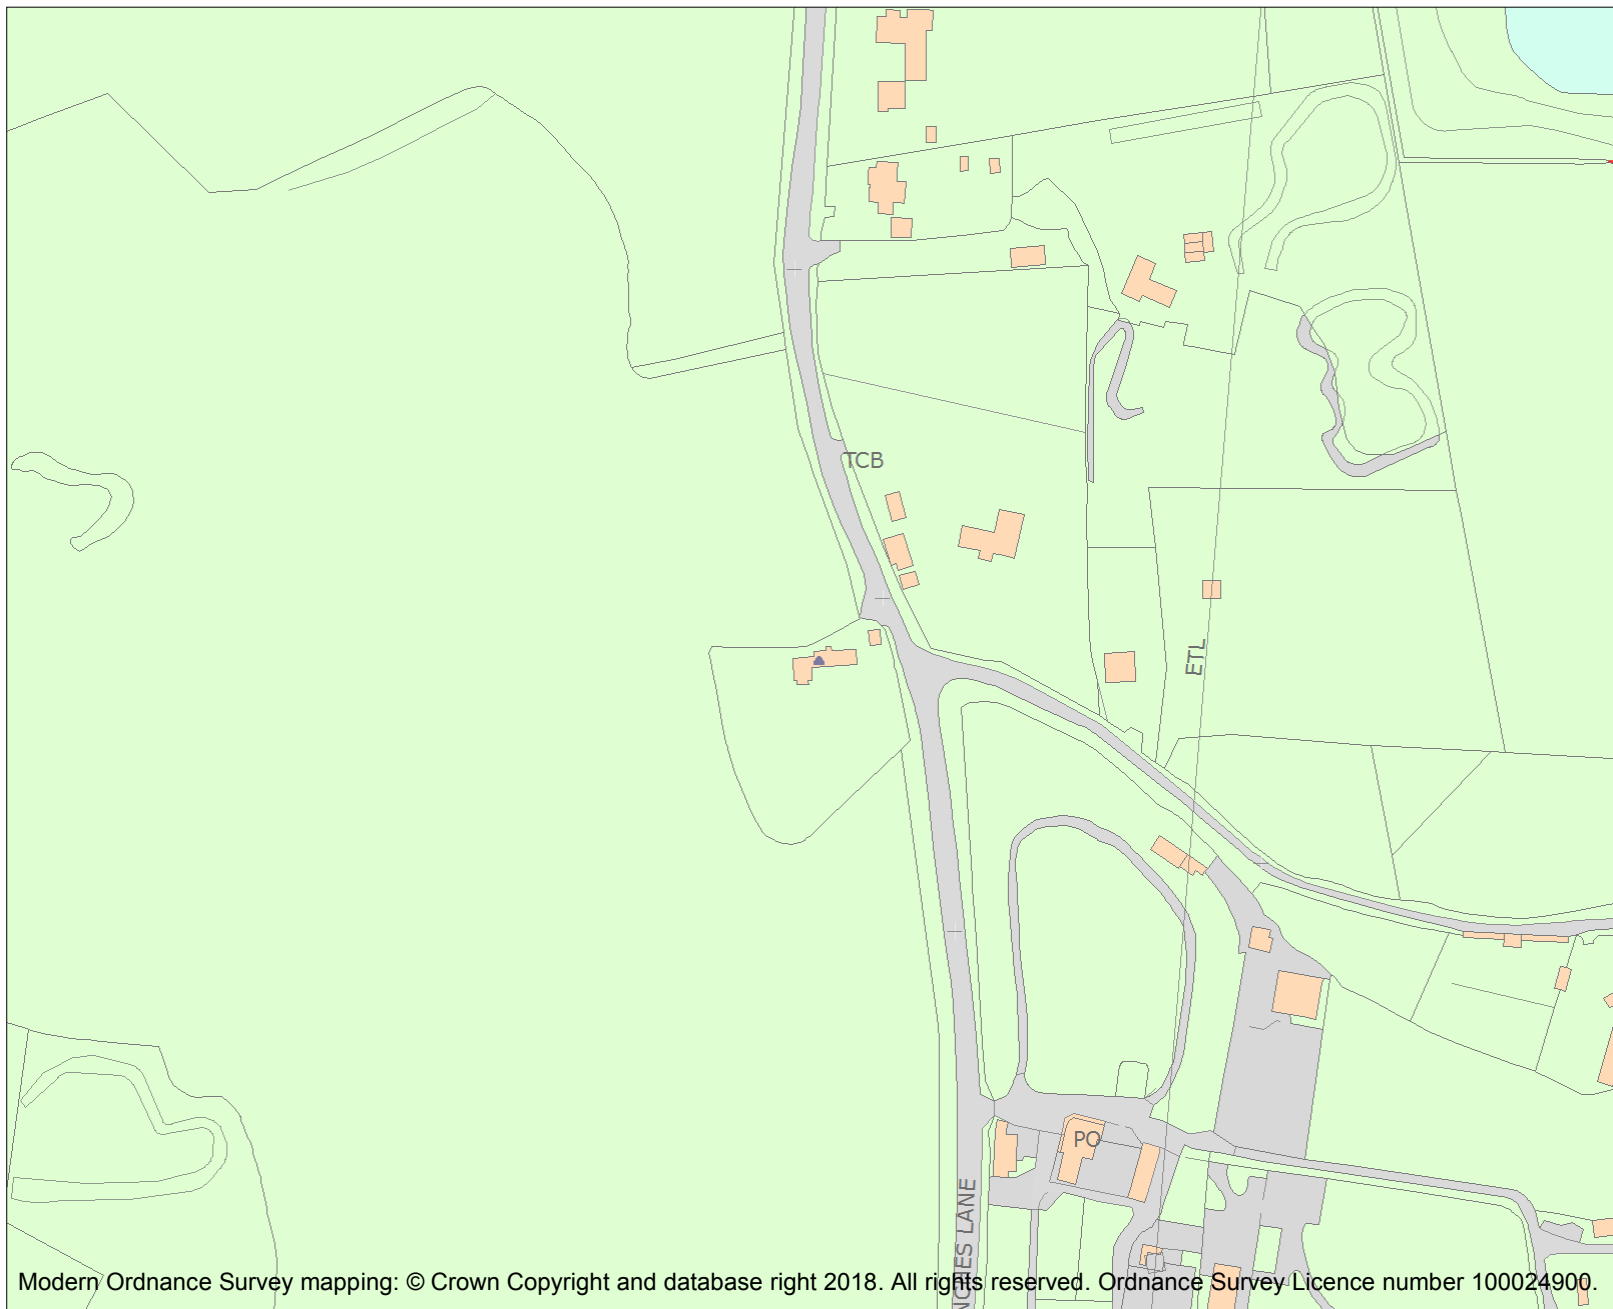 TCB
ETL
PO
LANE
Modern Ordnance Survey mapping: © Crown Copyright and database right 2018. All rights reserved. Ordnance Survey Licence number 100024900.